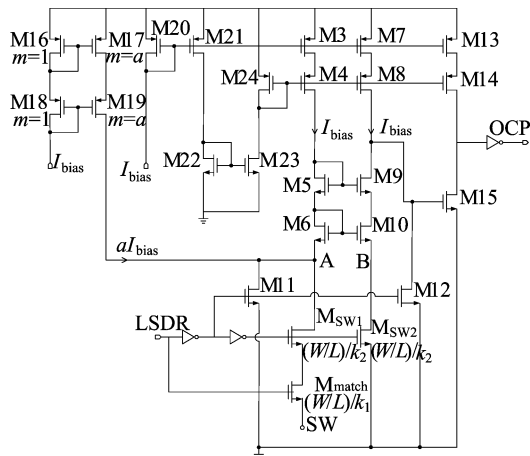 M16
m=1
M17
m=a
M20
M21
M3
M7
M13
M24
M4
M8
M14
M18
m=1
M19
m=a
Ibias
Ibias
Ibias
Ibias
OCP
M22
M23
M5
M9
M15
M6
M10
aIbias
A
B
M11
M12
LSDR
MSW1
(W/L)/k2
MSW2
(W/L)/k2
Mmatch
(W/L)/k1
SW